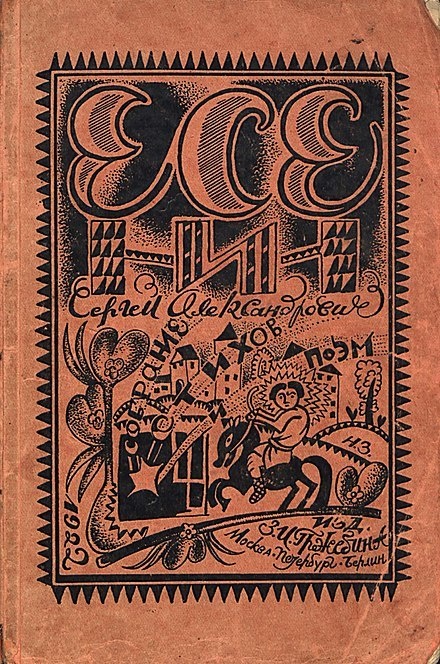 ЕСЕ
НИН
Сергей Александрович
СОБРАНИЕ
СТИХОВ
И
ПОЭМ
1922
ИЗД.
З.И. Гржебина
Москва·Петербург·Берлин